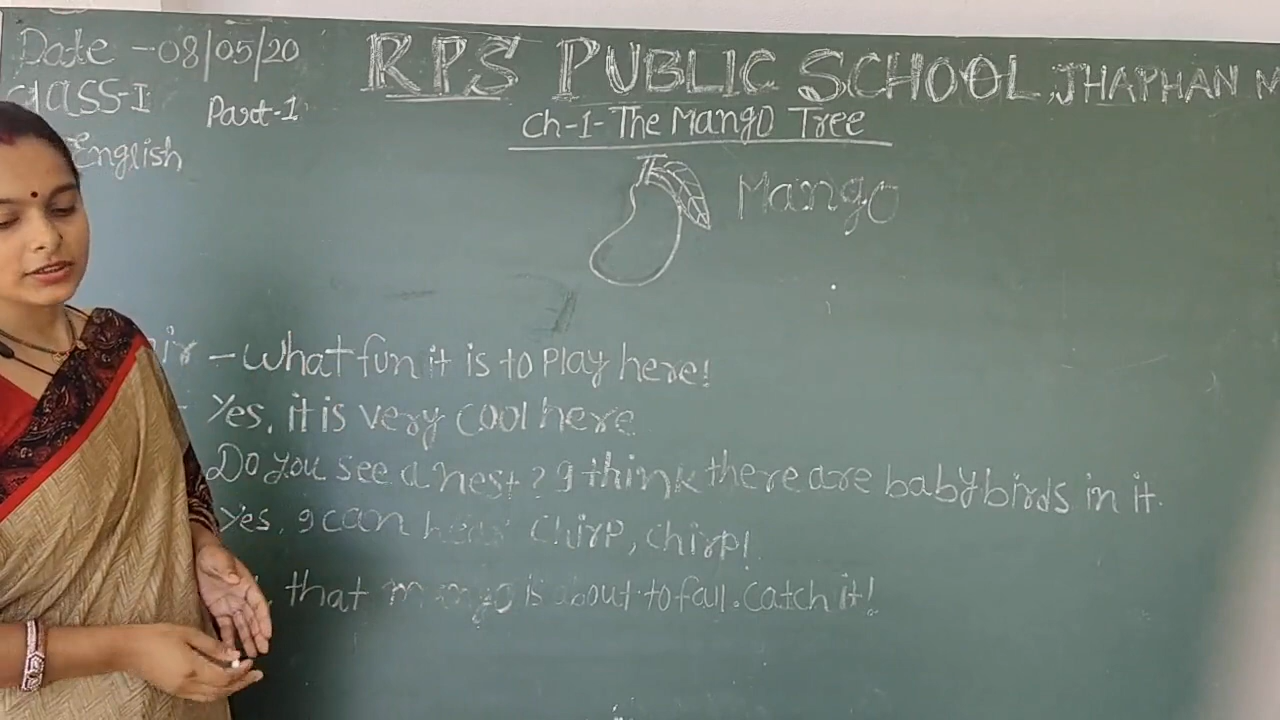 Date - 08/05/20
RPS PUBLIC SCHOOL, JHAPHAN
CLASS-I
Part-1
Ch-1-The Mango Tree
English
Mango
- What fun it is to Play here!
Yes, it is very cool here
Do you see a nest? I think there are baby birds in it.
Yes, I can hear Chirp, chirp!
that mango is about to fall. Catch it!